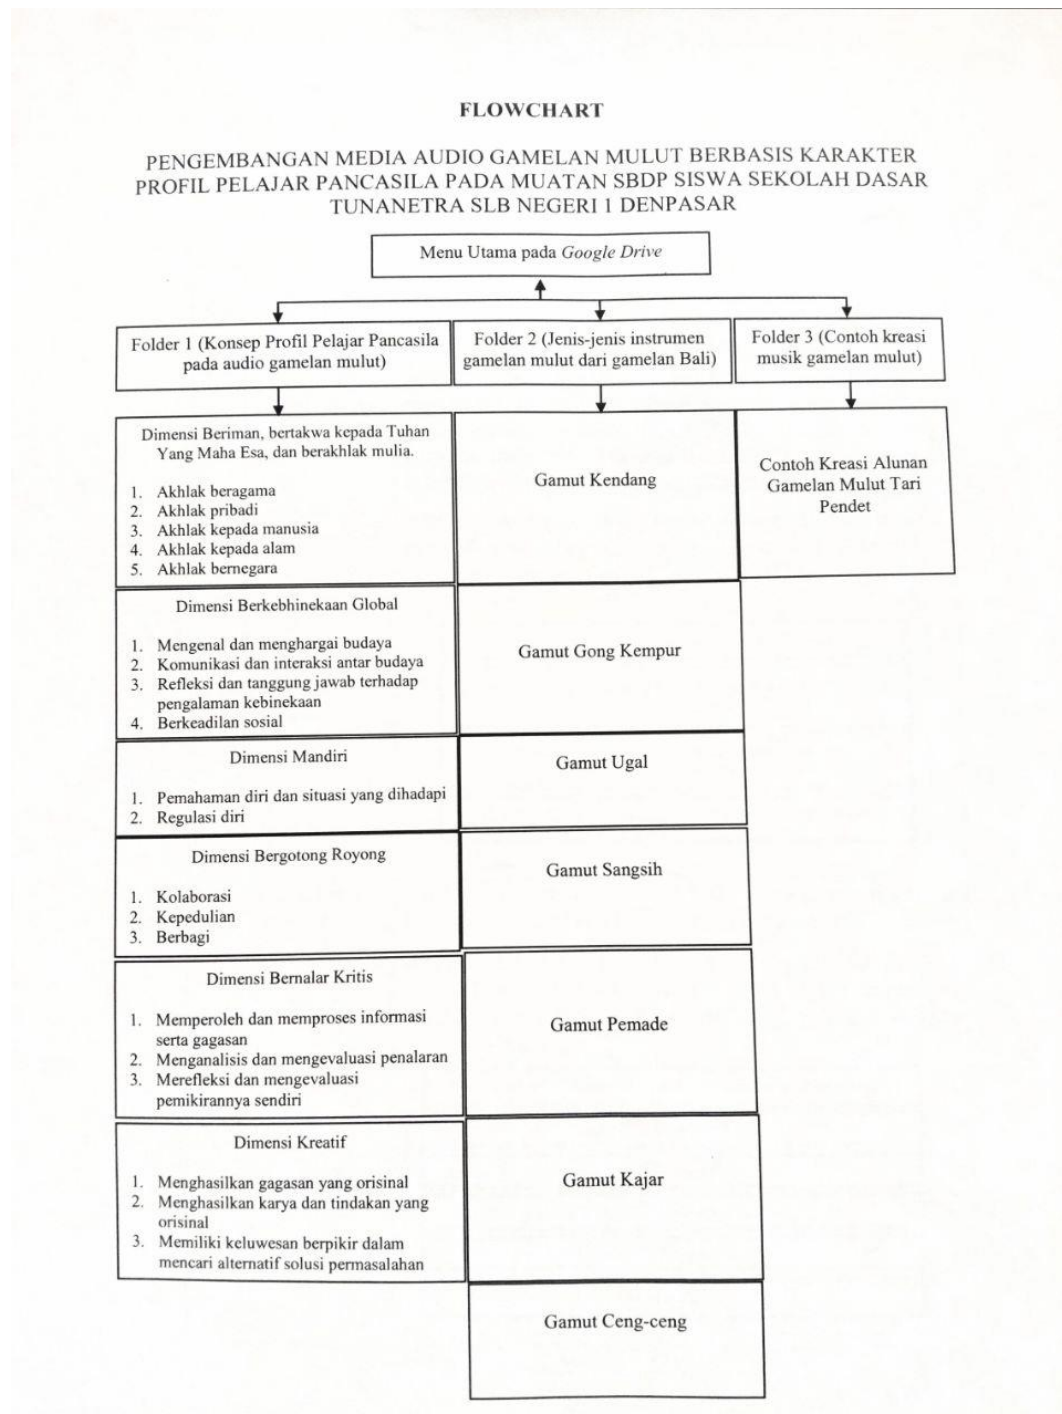 FLOWCHART
PENGEMBANGAN MEDIA AUDIO GAMELAN MULUT BERBASIS KARAKTER
PROFIL PELAJAR PANCASILA PADA MUATAN SBDP SISWA SEKOLAH DASAR
TUNANETRA SLB NEGERI 1 DENPASAR
Menu Utama pada Google Drive
Folder 1 (Konsep Profil Pelajar Pancasila
pada audio gamelan mulut)
Folder 2 (Jenis-jenis instrumen
gamelan mulut dari gamelan Bali)
Folder 3 (Contoh kreasi
musik gamelan mulut)
Dimensi Beriman, bertakwa kepada Tuhan
Yang Maha Esa, dan berakhlak mulia.
1. Akhlak beragama
2. Akhlak pribadi
3. Akhlak kepada manusia
4. Akhlak kepada alam
5. Akhlak bernegara
Gamut Kendang
Contoh Kreasi Alunan
Gamelan Mulut Tari
Pendet
Dimensi Berkebhinekaan Global
1. Mengenal dan menghargai budaya
2. Komunikasi dan interaksi antar budaya
3. Refleksi dan tanggung jawab terhadap
pengalaman kebinekaan
4. Berkeadilan sosial
Gamut Gong Kempur
Dimensi Mandiri
1. Pemahaman diri dan situasi yang dihadapi
2. Regulasi diri
Gamut Ugal
Dimensi Bergotong Royong
1. Kolaborasi
2. Kepedulian
3. Berbagi
Gamut Sangsih
Dimensi Bernalar Kritis
1. Memperoleh dan memproses informasi
serta gagasan
2. Menganalisis dan mengevaluasi penalaran
3. Merefleksi dan mengevaluasi
pemikirannya sendiri
Gamut Pemade
Dimensi Kreatif
1. Menghasilkan gagasan yang orisinal
2. Menghasilkan karya dan tindakan yang
orisinal
3. Memiliki keluwesan berpikir dalam
mencari alternatif solusi permasalahan
Gamut Kajar
Gamut Ceng-ceng